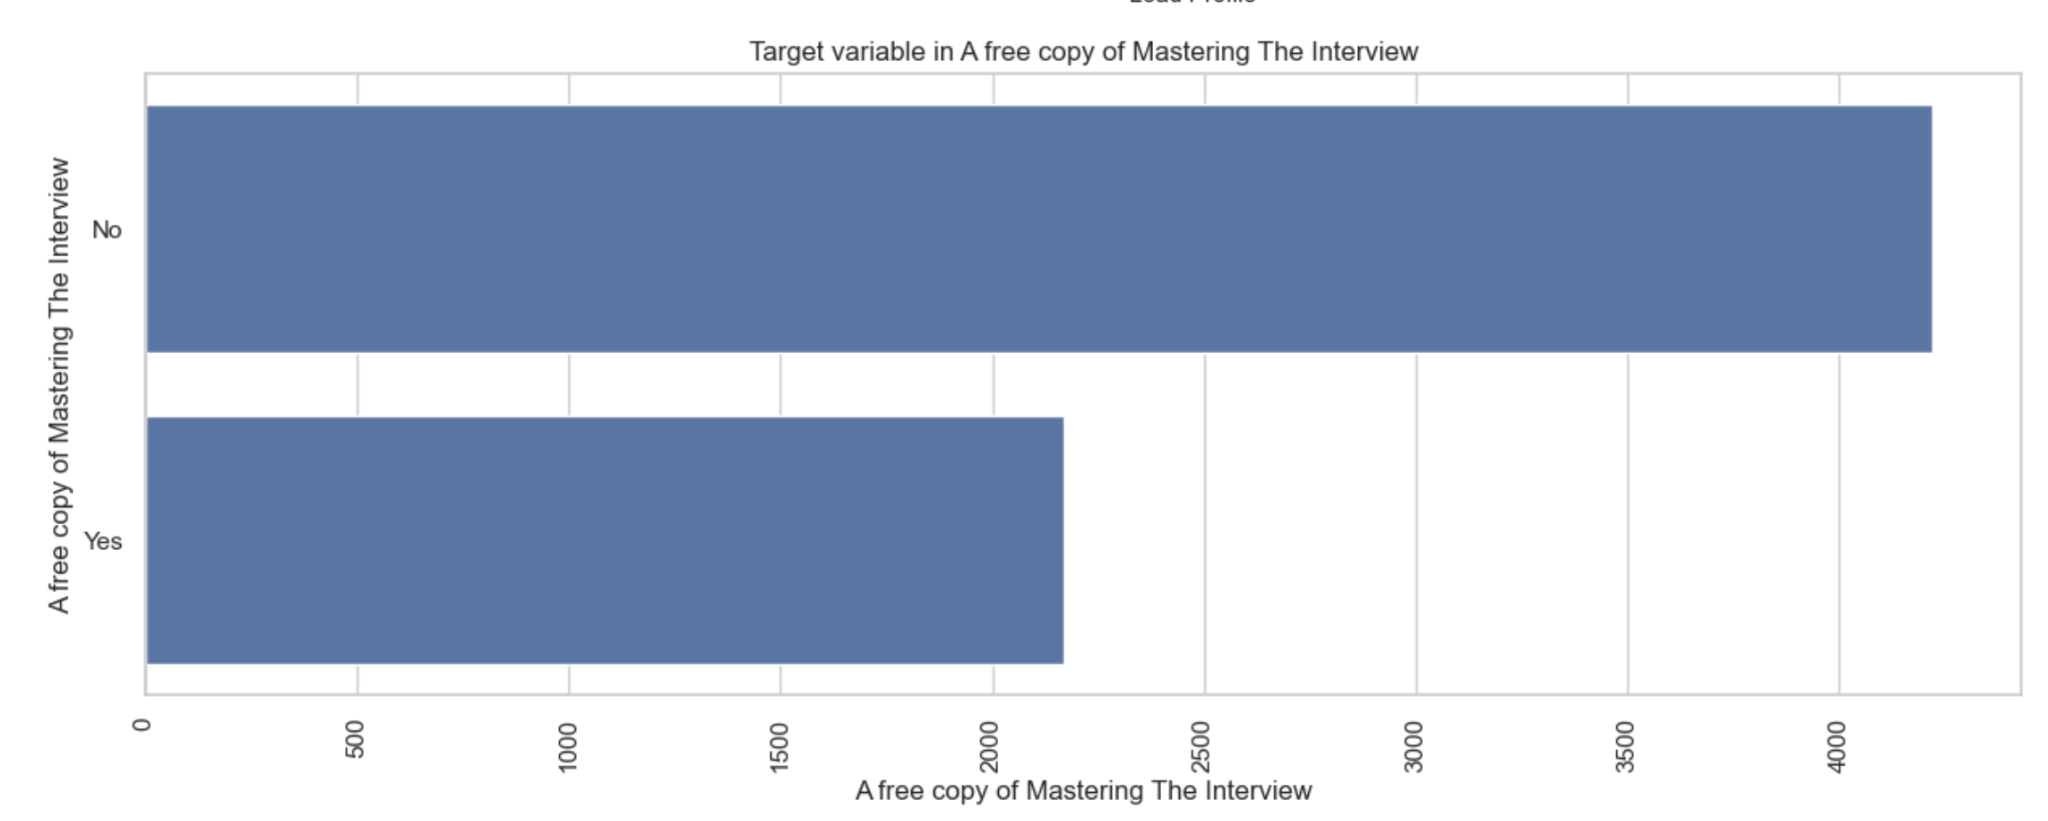 Target variable in A free copy of Mastering The Interview
A free copy of Mastering The Interview
No
Yes
0
500
1000
1500
2000
2500
3000
3500
4000
A free copy of Mastering The Interview